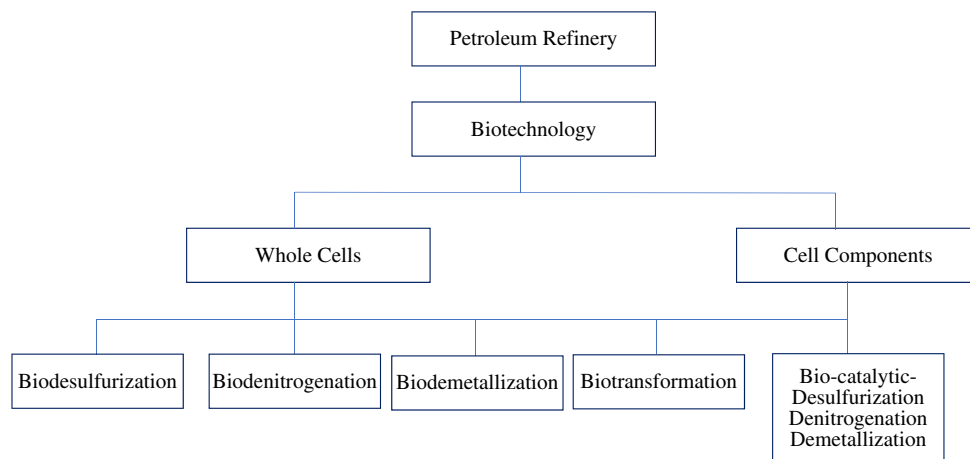 Petroleum Refinery
Biotechnology
Whole Cells
Cell Components
Biodesulfurization
Biodenitrogenation
Biodemetallization
Biotransformation
Bio-catalytic-
Desulfurization
Denitrogenation
Demetallization